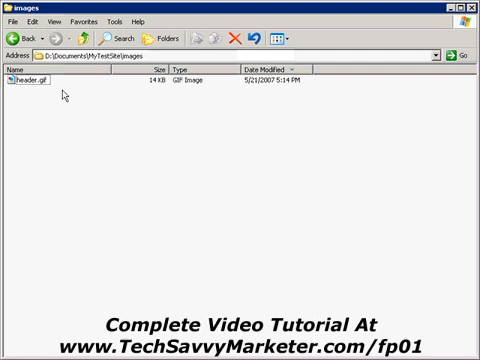 images
File Edit View Favorites Tools Help
Back Search Folders
Address D:\Documents\MyTestSite\images Go
Name Size Type Date Modified
header.gif 14 KB GIF Image 5/21/2007 5:14 PM
Complete Video Tutorial At
www.TechSavvyMarketer.com/fp01